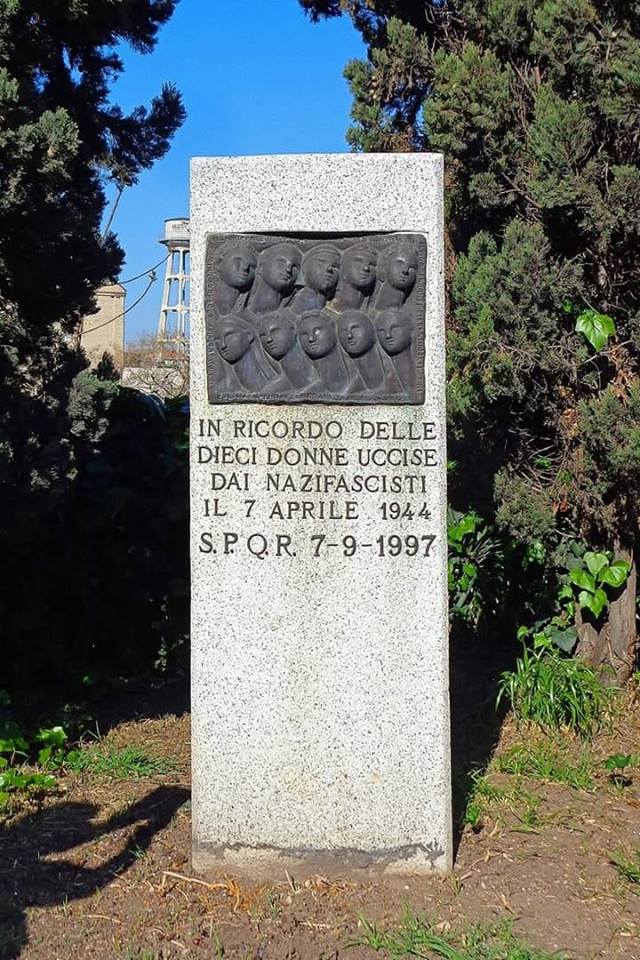 IN RICORDO DELLE
DIECI DONNE UCCISE
DAI NAZIFASCISTI
IL 7 APRILE 1944
S.P.Q.R. 7-9-1997